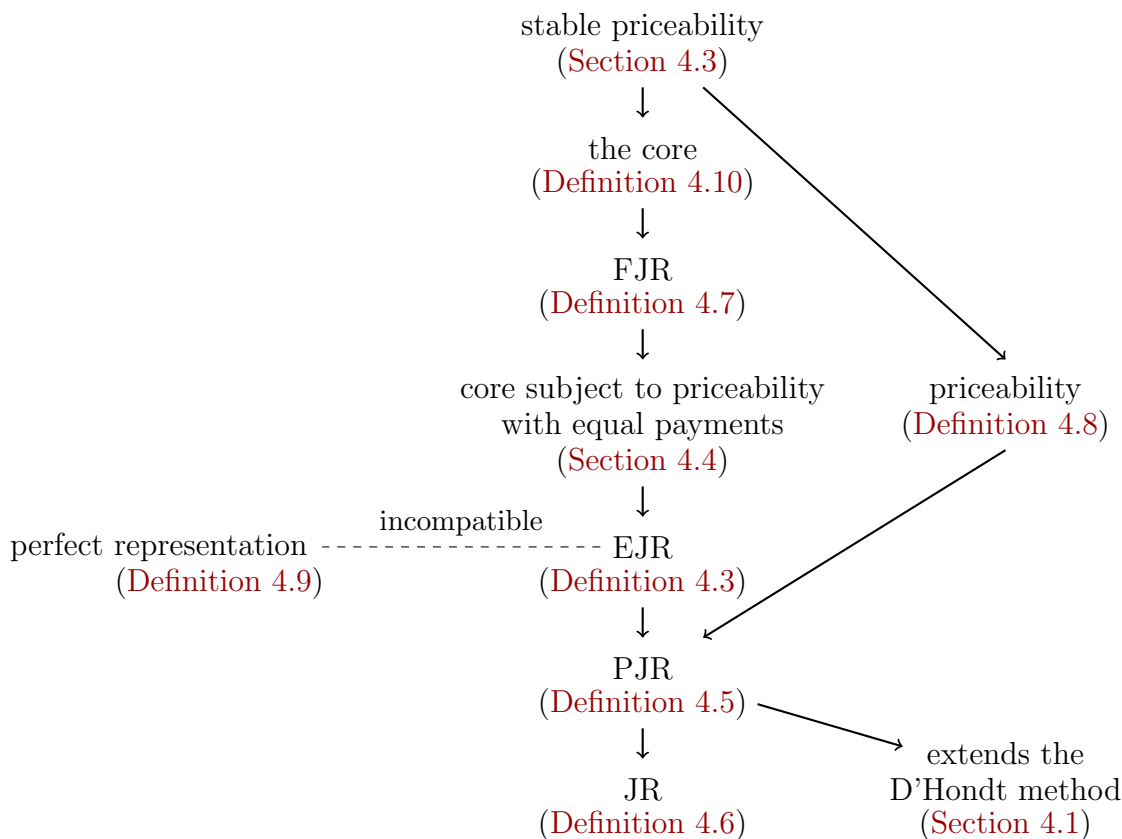 stable priceability
(Section 4.3)
the core
(Definition 4.10)
FJR
(Definition 4.7)
core subject to priceability
with equal payments
(Section 4.4)
priceability
(Definition 4.8)
perfect representation
(Definition 4.9)
incompatible
EJR
(Definition 4.3)
PJR
(Definition 4.5)
JR
(Definition 4.6)
extends the
D'Hondt method
(Section 4.1)